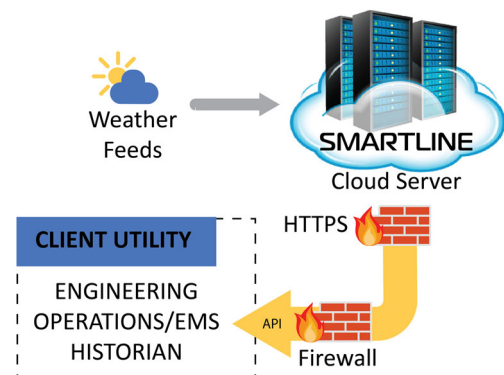 Weather
Feeds
SMARTLINE
Cloud Server
HTTPS
CLIENT UTILITY
ENGINEERING
OPERATIONS/EMS
HISTORIAN
API
Firewall